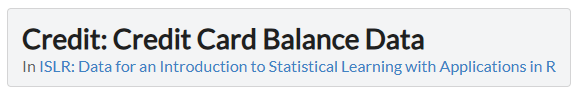 Credit: Credit Card Balance Data
In ISLR: Data for an Introduction to Statistical Learning with Applications in R